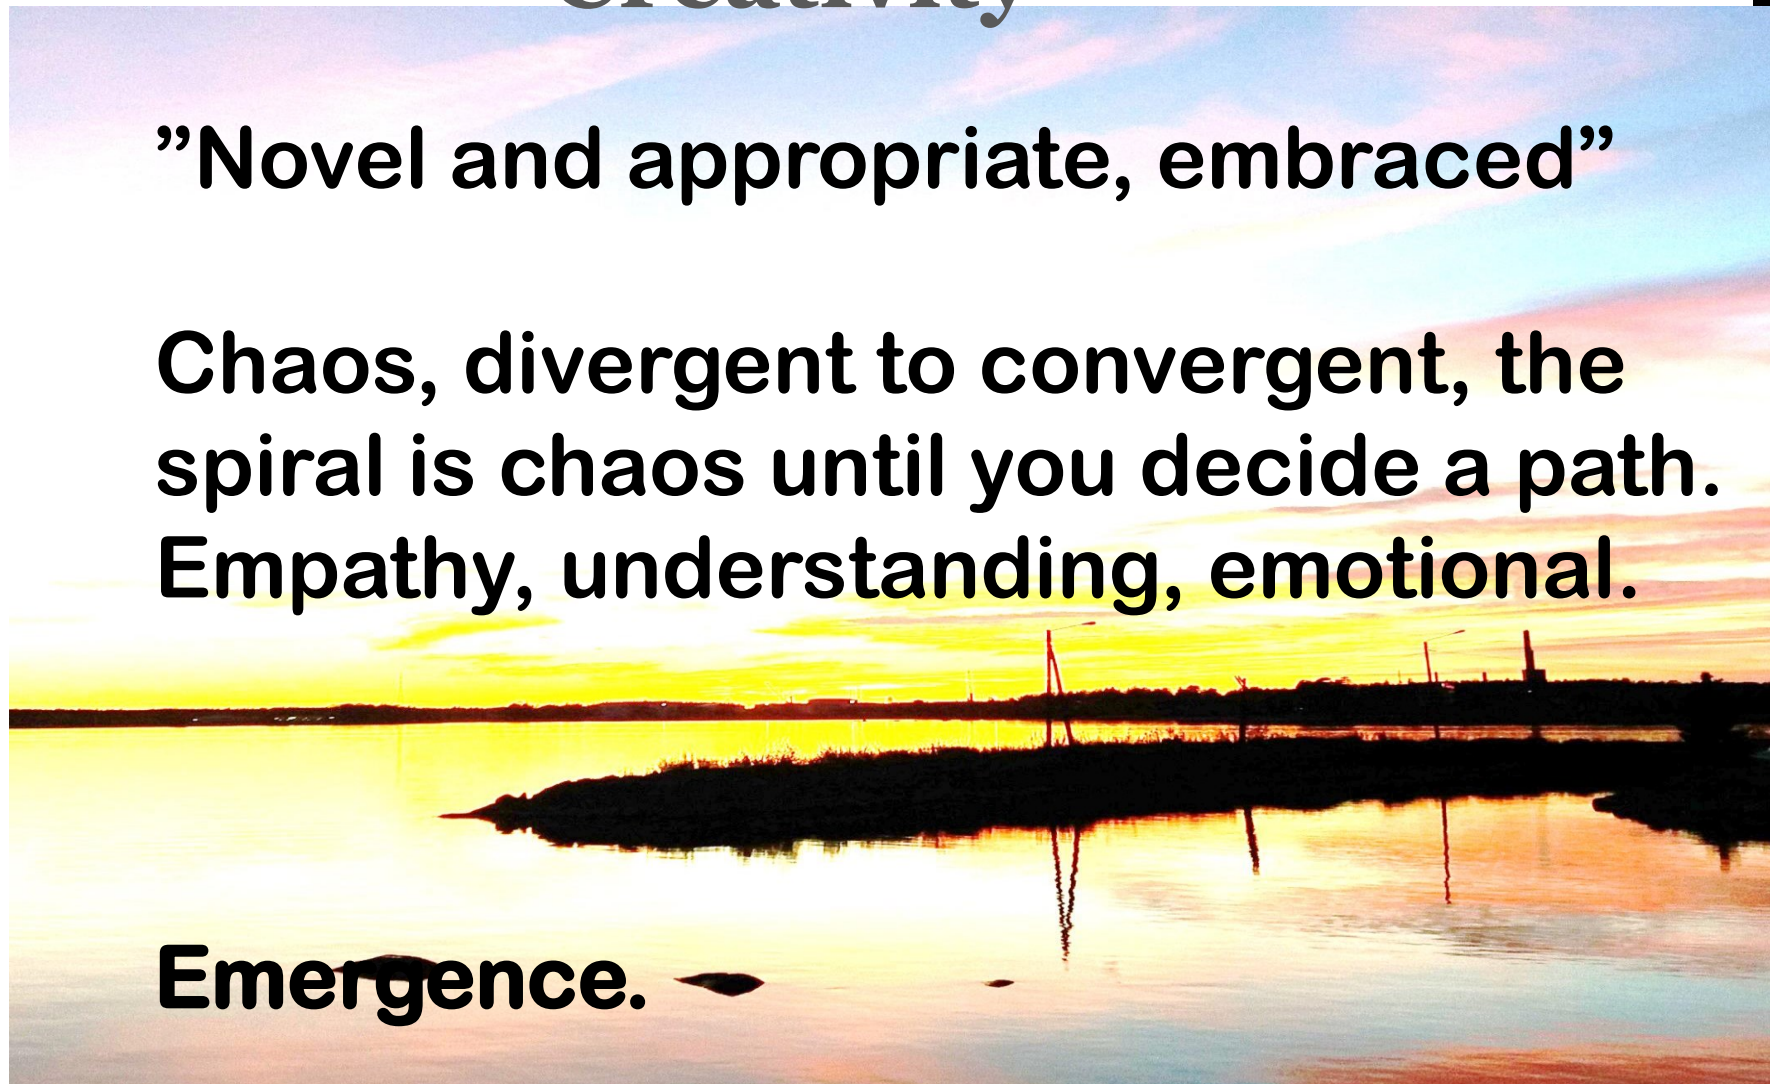 Creativity
”Novel and appropriate, embraced”
Chaos, divergent to convergent, the
spiral is chaos until you decide a path.
Empathy, understanding, emotional.
Emergence.